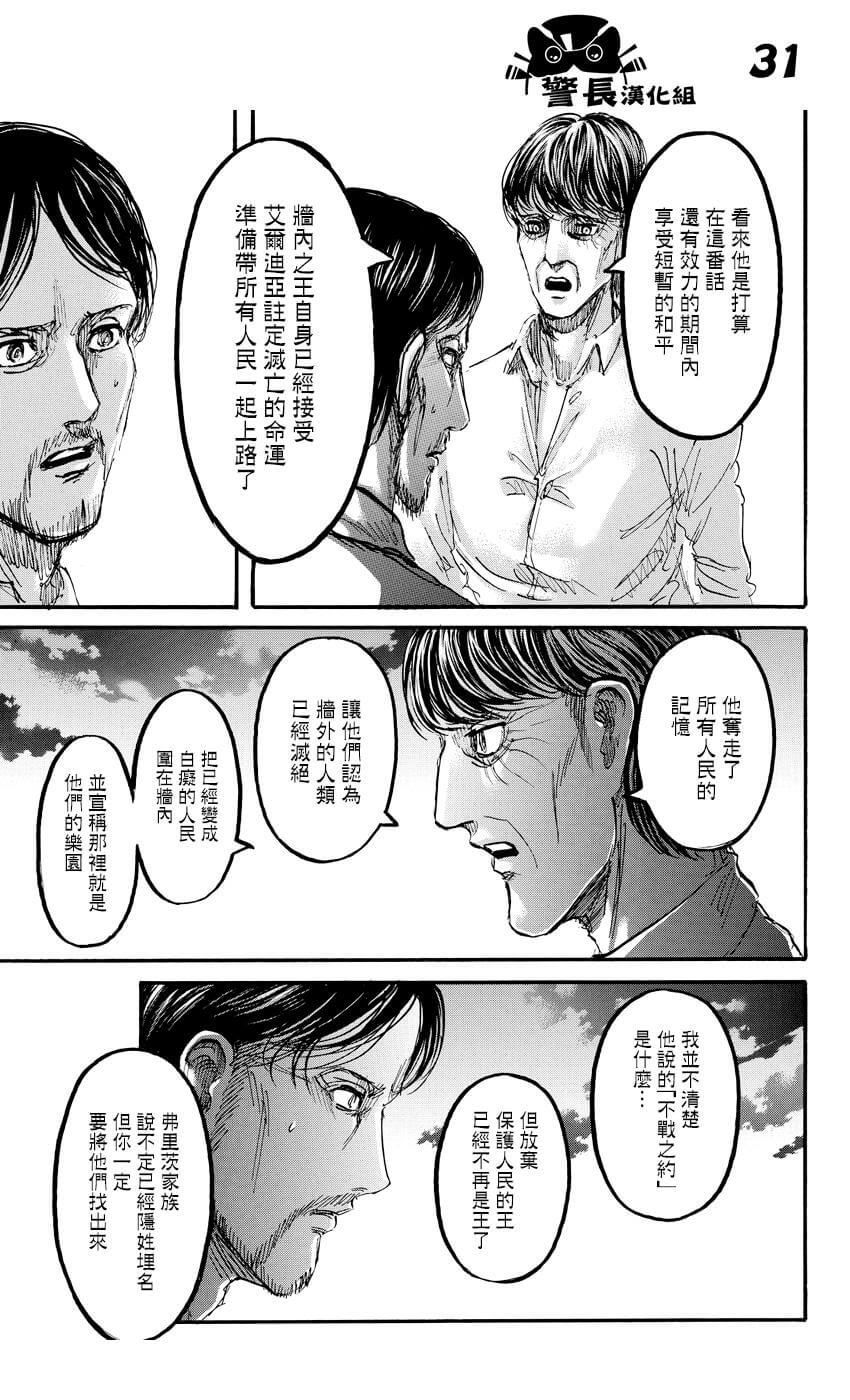 警長漢化組
31
看來他是打算
在這番話
還有效力的期間內
享受短暫的和平
牆內之王自身已經接受
艾爾迪亞註定滅亡的命運
準備帶所有人民一起上路了
他奪走了
所有人民的
記憶
讓他們認為
牆外的人類
已經滅絕
把已經變成
白癡的人民
圍在牆內
並宣稱那裡就是
他們的樂園
我並不清楚
他說的「不戰之約」
是什麼…
但放棄
保護人民的王
已經不再是王了
弗里茨家族
說不定已經隱姓埋名
但你一定
要將他們找出來